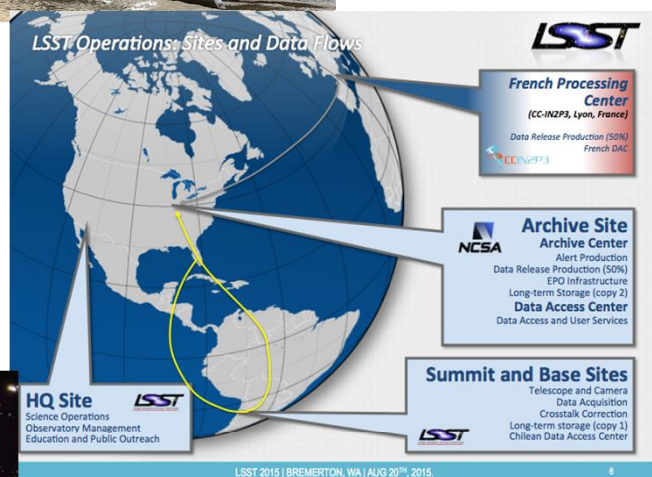 LSST Operations: Sites and Data Flows
LSST
French Processing
Center
(CC-IN2P3, Lyon, France)
Data Release Production (50%)
French DAC
CCIN2P3
NCSA
Archive Site
Archive Center
Alert Production
Data Release Production (50%)
EPO Infrastructure
Long-term Storage (copy 2)
Data Access Center
Data Access and User Services
Summit and Base Sites
Telescope and Camera
Data Acquisition
Crosstalk Correction
Long-term storage (copy 1)
Chilean Data Access Center
LSST
HQ Site
LSST
Science Operations
Observatory Management
Education and Public Outreach
LSST 2015 | BREMERTON, WA | AUG 20TH, 2015.
6